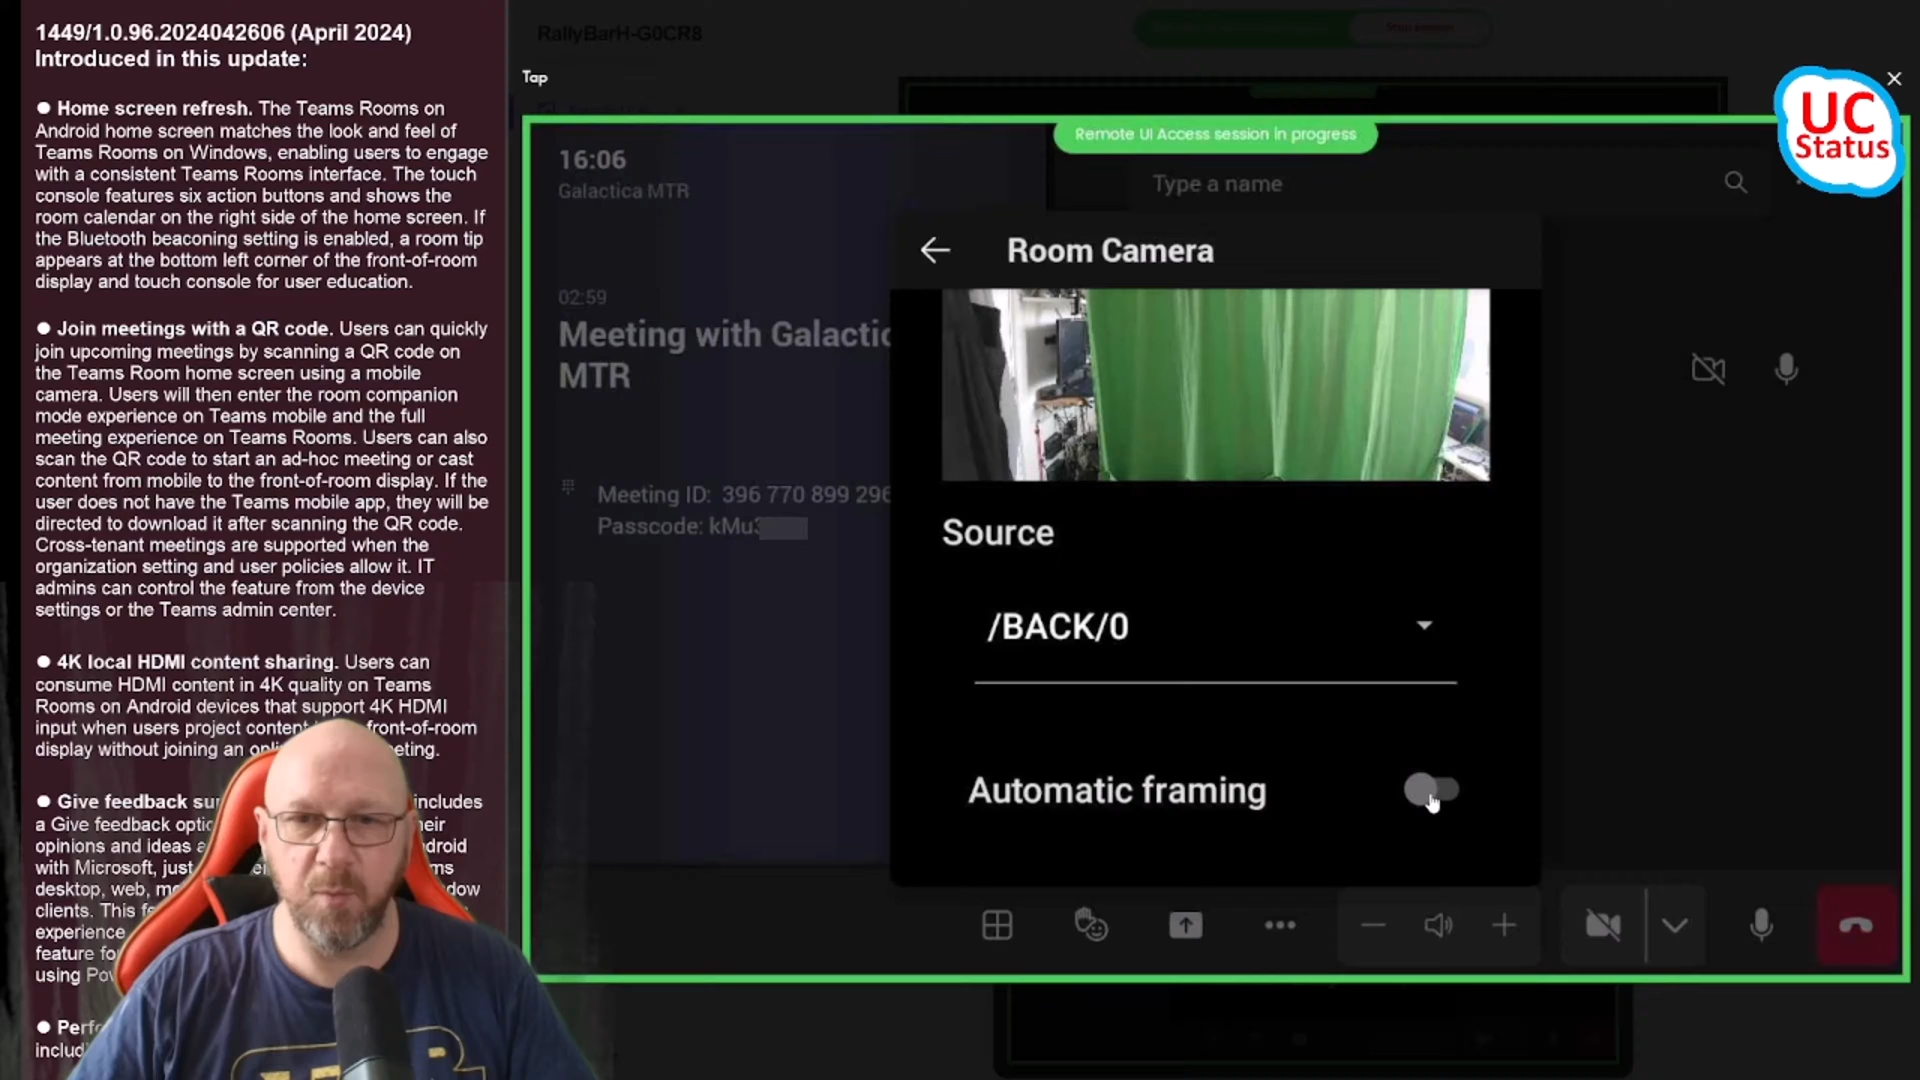 1449/1.0.96.2024042606 (April 2024)
Introduced in this update:
● Home screen refresh. The Teams Rooms on
Android home screen matches the look and feel of
Teams Rooms on Windows, enabling users to engage
with a consistent Teams Rooms interface. The touch
console features six action buttons and shows the
room calendar on the right side of the home screen. If
the Bluetooth beaconing setting is enabled, a room tip
appears at the bottom left corner of the front-of-room
display and touch console for user education.
● Join meetings with a QR code. Users can quickly
join upcoming meetings by scanning a QR code on
the Teams Room home screen using a mobile
camera. Users will then enter the room companion
mode experience on Teams mobile and the full
meeting experience on Teams Rooms. Users can also
scan the QR code to start an ad-hoc meeting or cast
content from mobile to the front-of-room display. If the
user does not have the Teams mobile app, they will be
directed to download it after scanning the QR code.
Cross-tenant meetings are supported when the
organization setting and user policies allow it. IT
admins can control the feature from the device
settings or the Teams admin center.
● 4K local HDMI content sharing. Users can
consume HDMI content in 4K quality on Teams
Rooms on Android devices that support 4K HDMI
input when users project content front-of-room
display without joining an
● Give feedback includes
a Give feedback
opinions and ideas
with Microsoft, just
desktop, web,
clients. This
experience
feature
using
RallyBarH-G0CR8
Tap
Remote UI Access session in progress
UC
Status
16:06
Galactica MTR
Type a name
Room Camera
02:59
Meeting with
MTR
Meeting ID: 396 770 899 296
Passcode:
Source
/BACK/0
Automatic framing